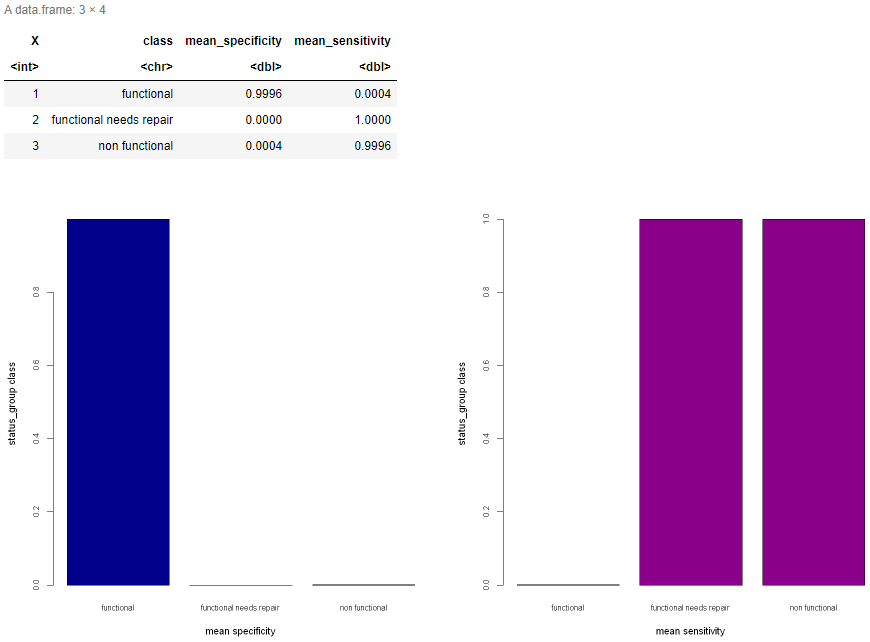 A data.frame: 3 × 4
X class mean_specificity mean_sensitivity
<int> <chr> <dbl> <dbl>
1 functional 0.9996 0.0004
2 functional needs repair 0.0000 1.0000
3 non functional 0.0004 0.9996
status_group class
0.0
0.2
0.4
0.6
0.8
functional functional needs repair non functional
mean specificity
status_group class
0.0
0.2
0.4
0.6
0.8
1.0
functional functional needs repair non functional
mean sensitivity